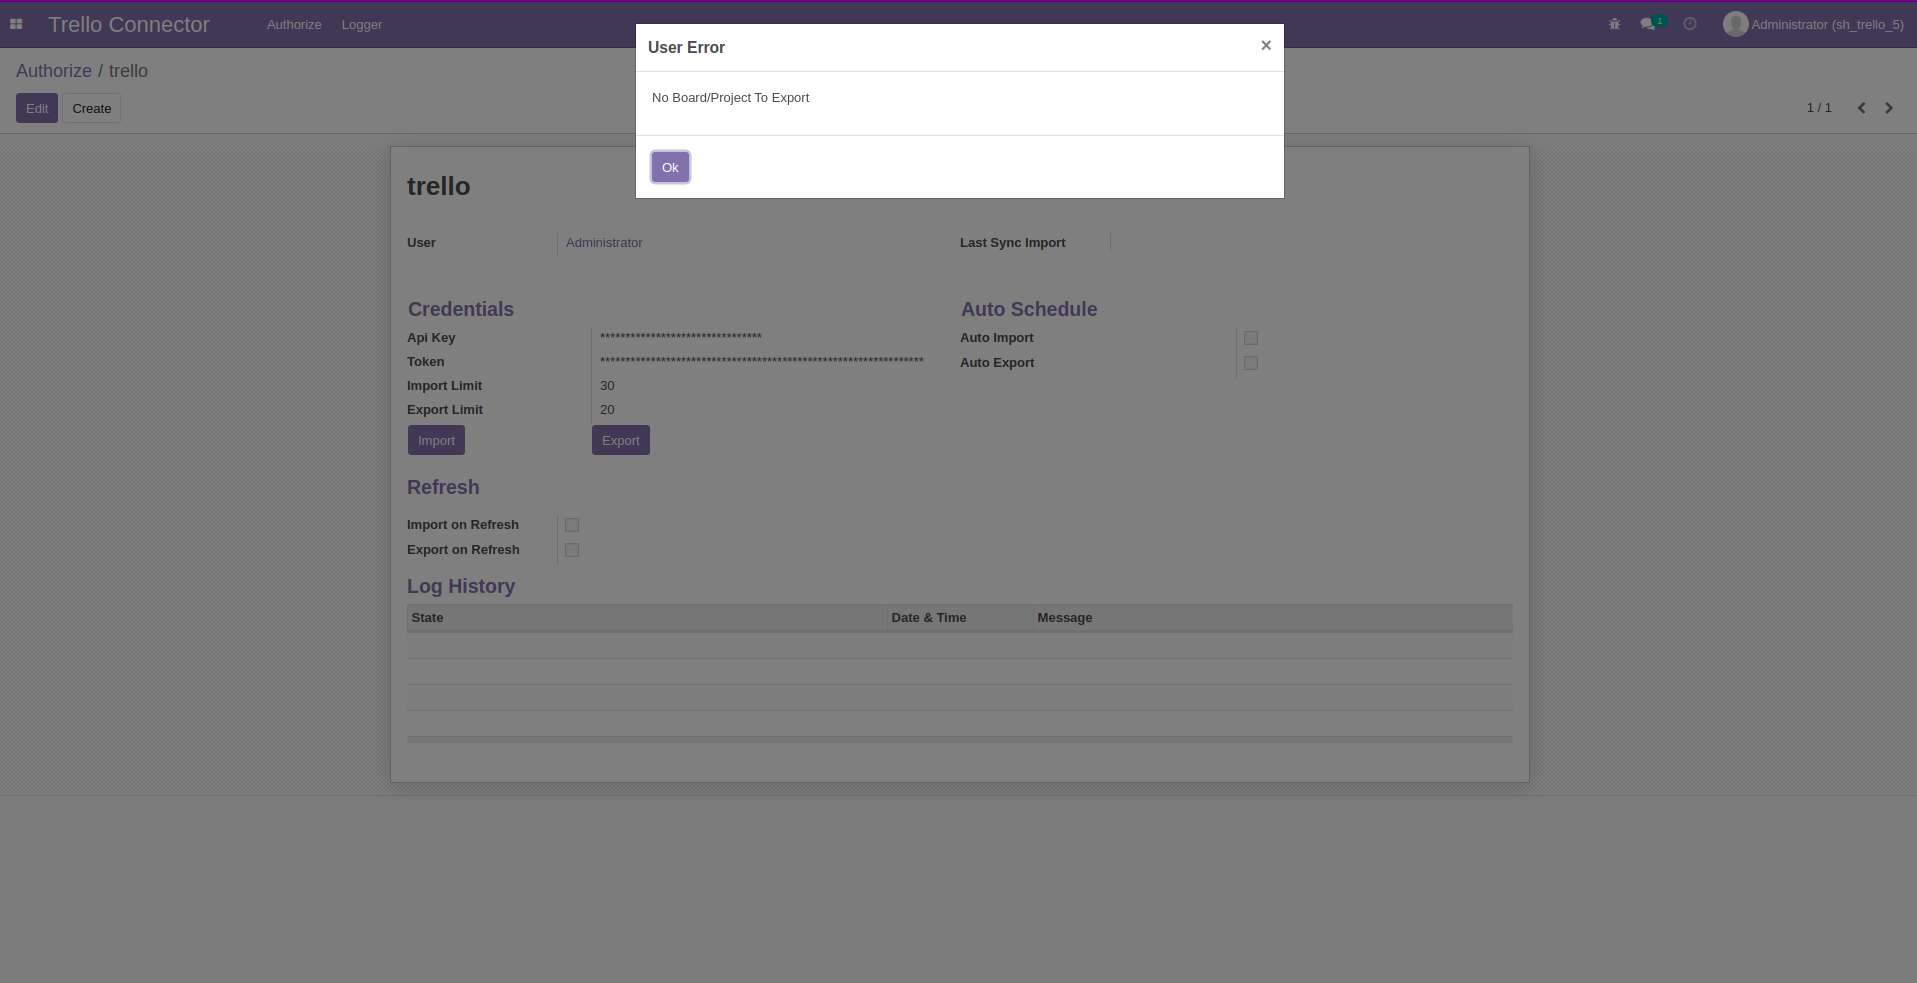 Trello Connector Authorize Logger 1 Administrator (sh_trello_5)
User Error ×
Authorize / trello
No Board/Project To Export
Edit Create 1 / 1
Ok
trello
User Administrator Last Sync Import
Credentials Auto Schedule
Api Key ******************************** Auto Import
Token **************************************************************** Auto Export
Import Limit 30
Export Limit 20
Import Export
Refresh
Import on Refresh
Export on Refresh
Log History
State Date & Time Message